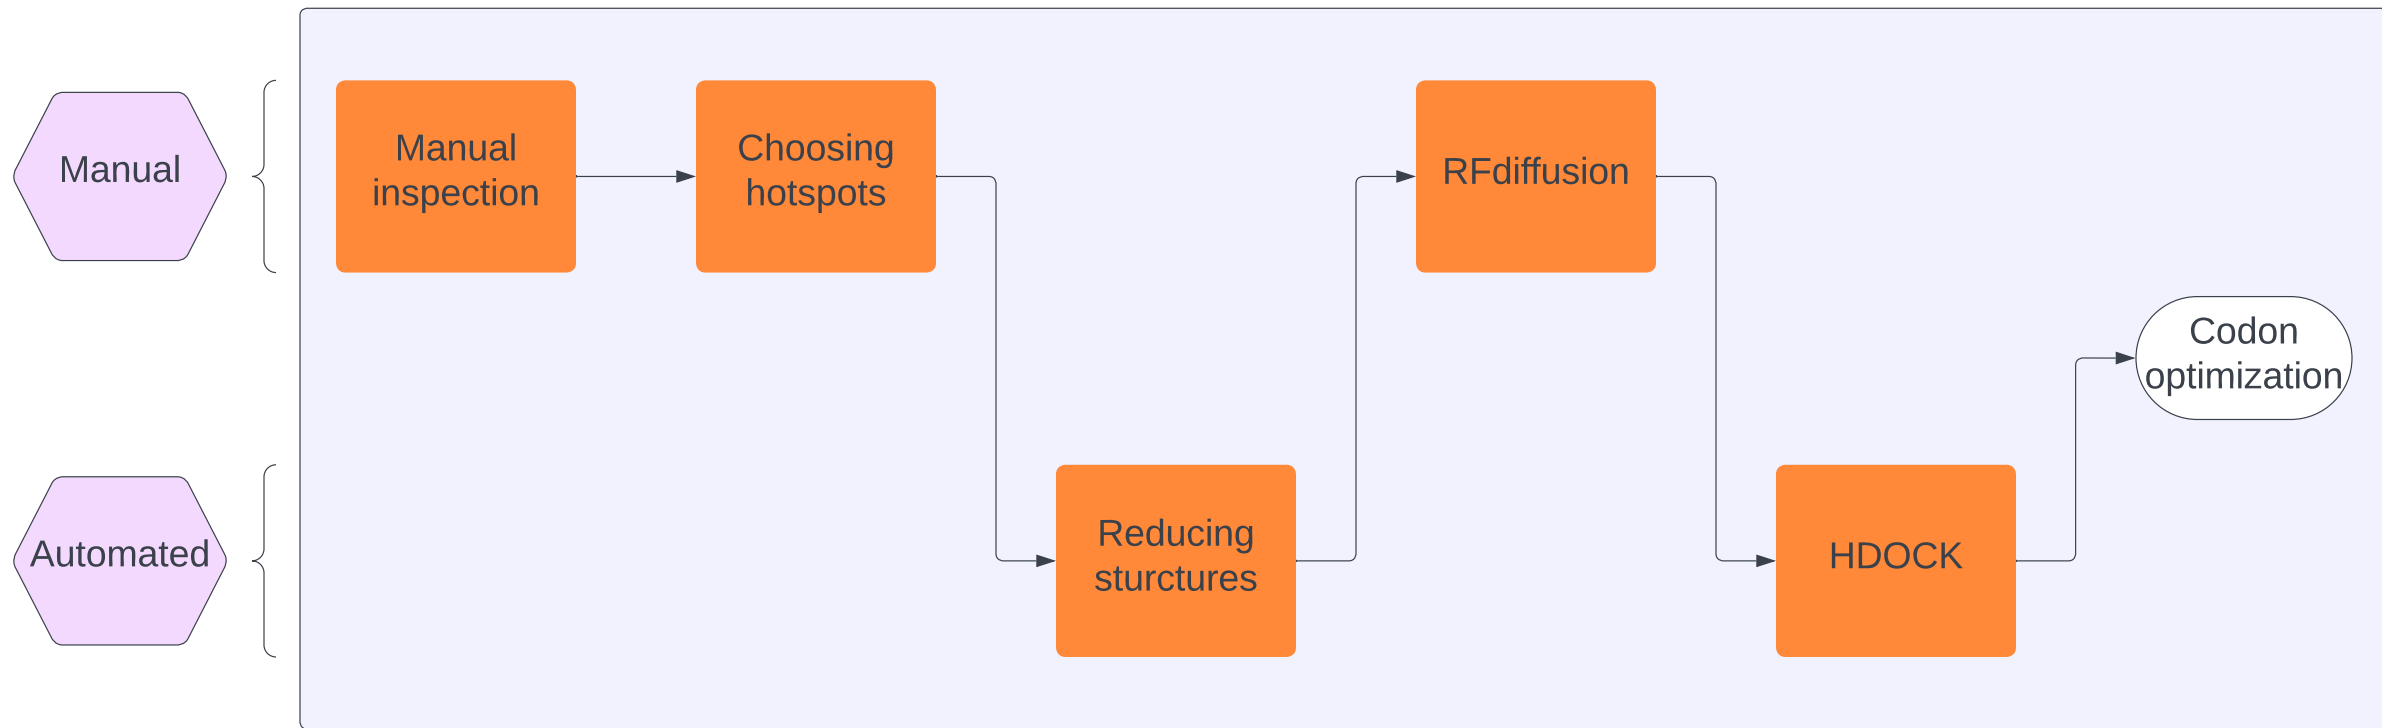 Manual
Manual
inspection
Choosing
hotspots
RFdiffusion
Codon
optimization
Automated
Reducing
sturctures
HDOCK